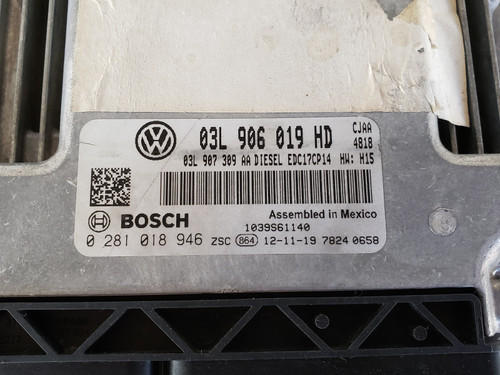 03L 906 019 HD CJAA
4818
03L 907 309 AA DIESEL EDC17CP14 HW: H15
BOSCH Assembled in Mexico
1039S61140
0 281 018 946 ZSC 864 12-11-19 7824 0658